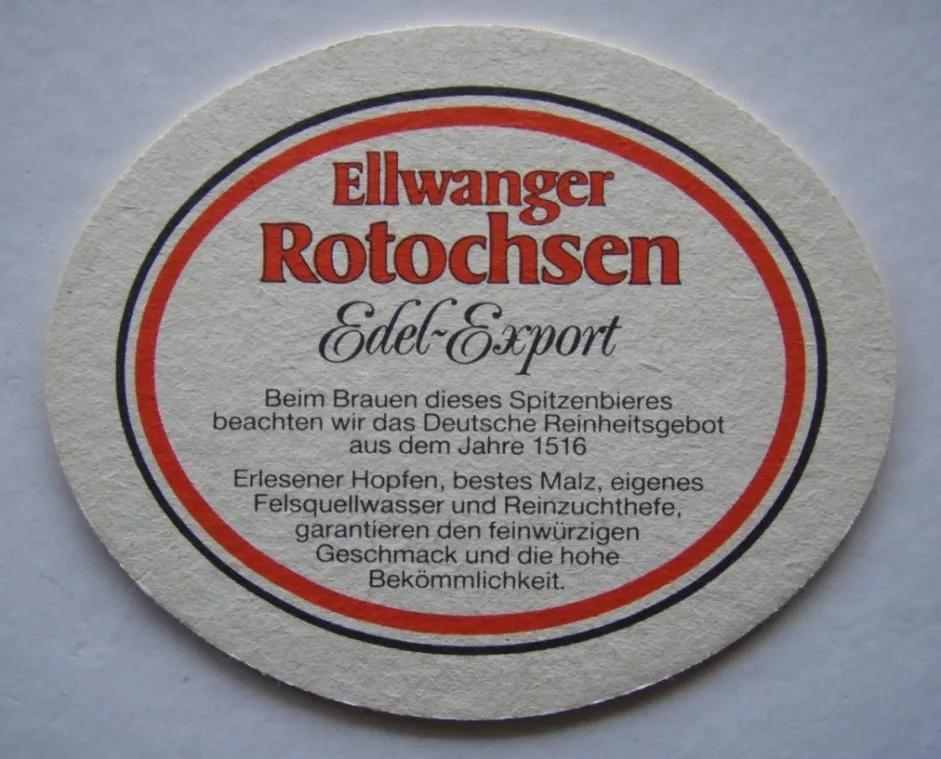 Ellwanger
Rotochsen
Edel-Export
Beim Brauen dieses Spitzenbieres
beachten wir das Deutsche Reinheitsgebot
aus dem Jahre 1516
Erlesener Hopfen, bestes Malz, eigenes
Felsquellwasser und Reinzuchthefe,
garantieren den feinwürzigen
Geschmack und die hohe
Bekömmlichkeit.